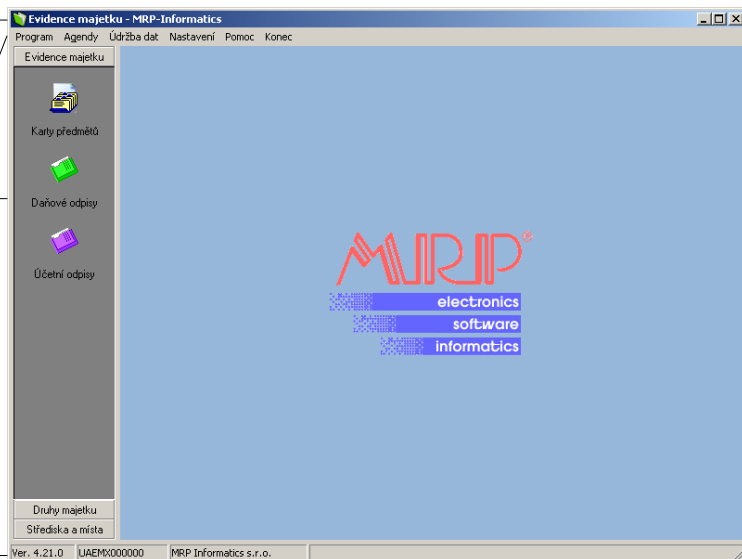 Evidence majetku - MRP-Informatics
Program Agendy Údržba dat Nastavení Pomoc Konec
Evidence majetku
Karty předmětů
Daňové odpisy
Účetní odpisy
MRP®
electronics
software
informatics
Druhy majetku
Střediska a místa
Ver. 4.21.0 UAEMX000000 MRP Informatics s.r.o.